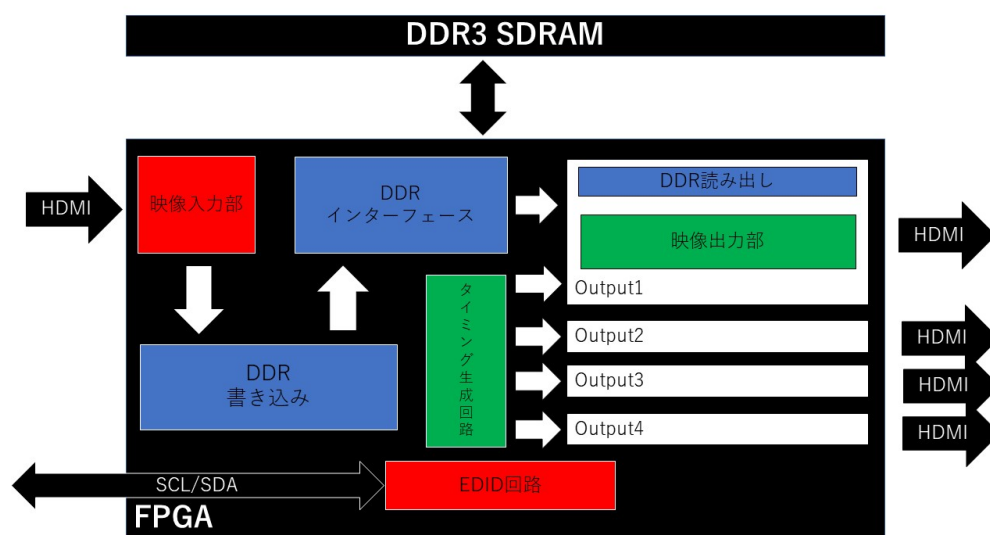 DDR3 SDRAM
HDMI
映像入力部
DDR
インターフェース
DDR読み出し
映像出力部
Output1
HDMI
タイミング生成回路
Output2
HDMI
Output3
HDMI
Output4
HDMI
DDR
書き込み
SCL/SDA
EDID回路
FPGA